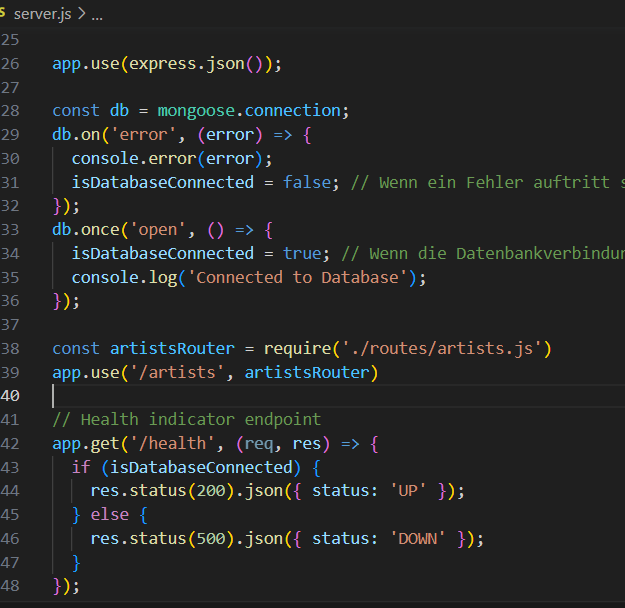 server.js > ...
25
26 app.use(express.json());
27
28 const db = mongoose.connection;
29 db.on('error', (error) => {
30   console.error(error);
31   isDatabaseConnected = false; // Wenn ein Fehler auftritt
32 });
33 db.once('open', () => {
34   isDatabaseConnected = true; // Wenn die
35   console.log('Connected to Database');
36 });
37
38 const artistsRouter = require('./routes/artists.js')
39 app.use('/artists', artistsRouter)
40
41 // Health indicator endpoint
42 app.get('/health', (req, res) => {
43   if (isDatabaseConnected) {
44     res.status(200).json({ status: 'UP' });
45   } else {
46     res.status(500).json({ status: 'DOWN' });
47   }
48 });